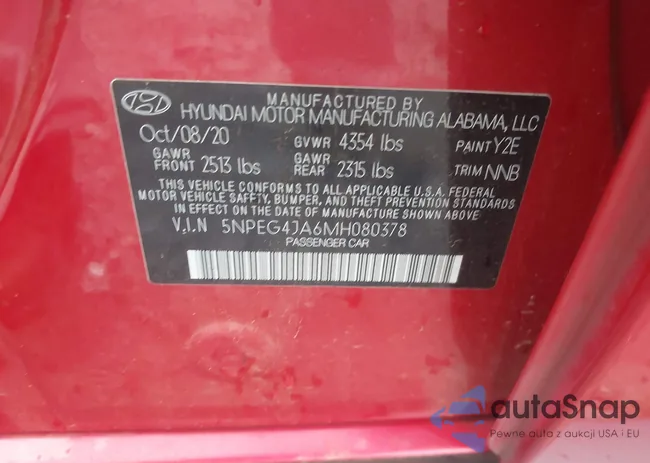 MANUFACTURED BY
HYUNDAI MOTOR MANUFACTURING ALABAMA, LLC
Oct/08/20 GVWR 4354 lbs PAINT Y2E
GAWR FRONT 2513 lbs GAWR REAR 2315 lbs TRIM NNB
THIS VEHICLE CONFORMS TO ALL APPLICABLE U.S.A. FEDERAL
MOTOR VEHICLE SAFETY, BUMPER, AND THEFT PREVENTION STANDARDS
IN EFFECT ON THE DATE OF MANUFACTURE SHOWN ABOVE.
V.I.N 5NPEG4JA6MH080378
PASSENGER CAR
autoSnap
Pewne auta z aukcji USA i EU